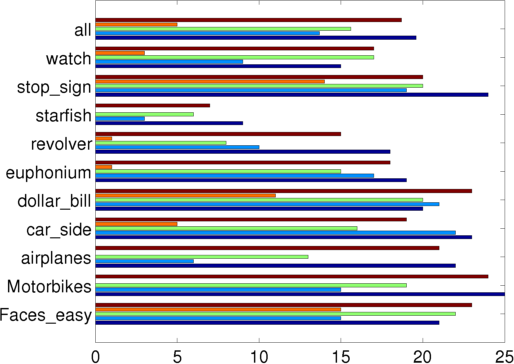 all
watch
stop_sign
starfish
revolver
euphonium
dollar_bill
car_side
airplanes
Motorbikes
Faces_easy
0 5 10 15 20 25